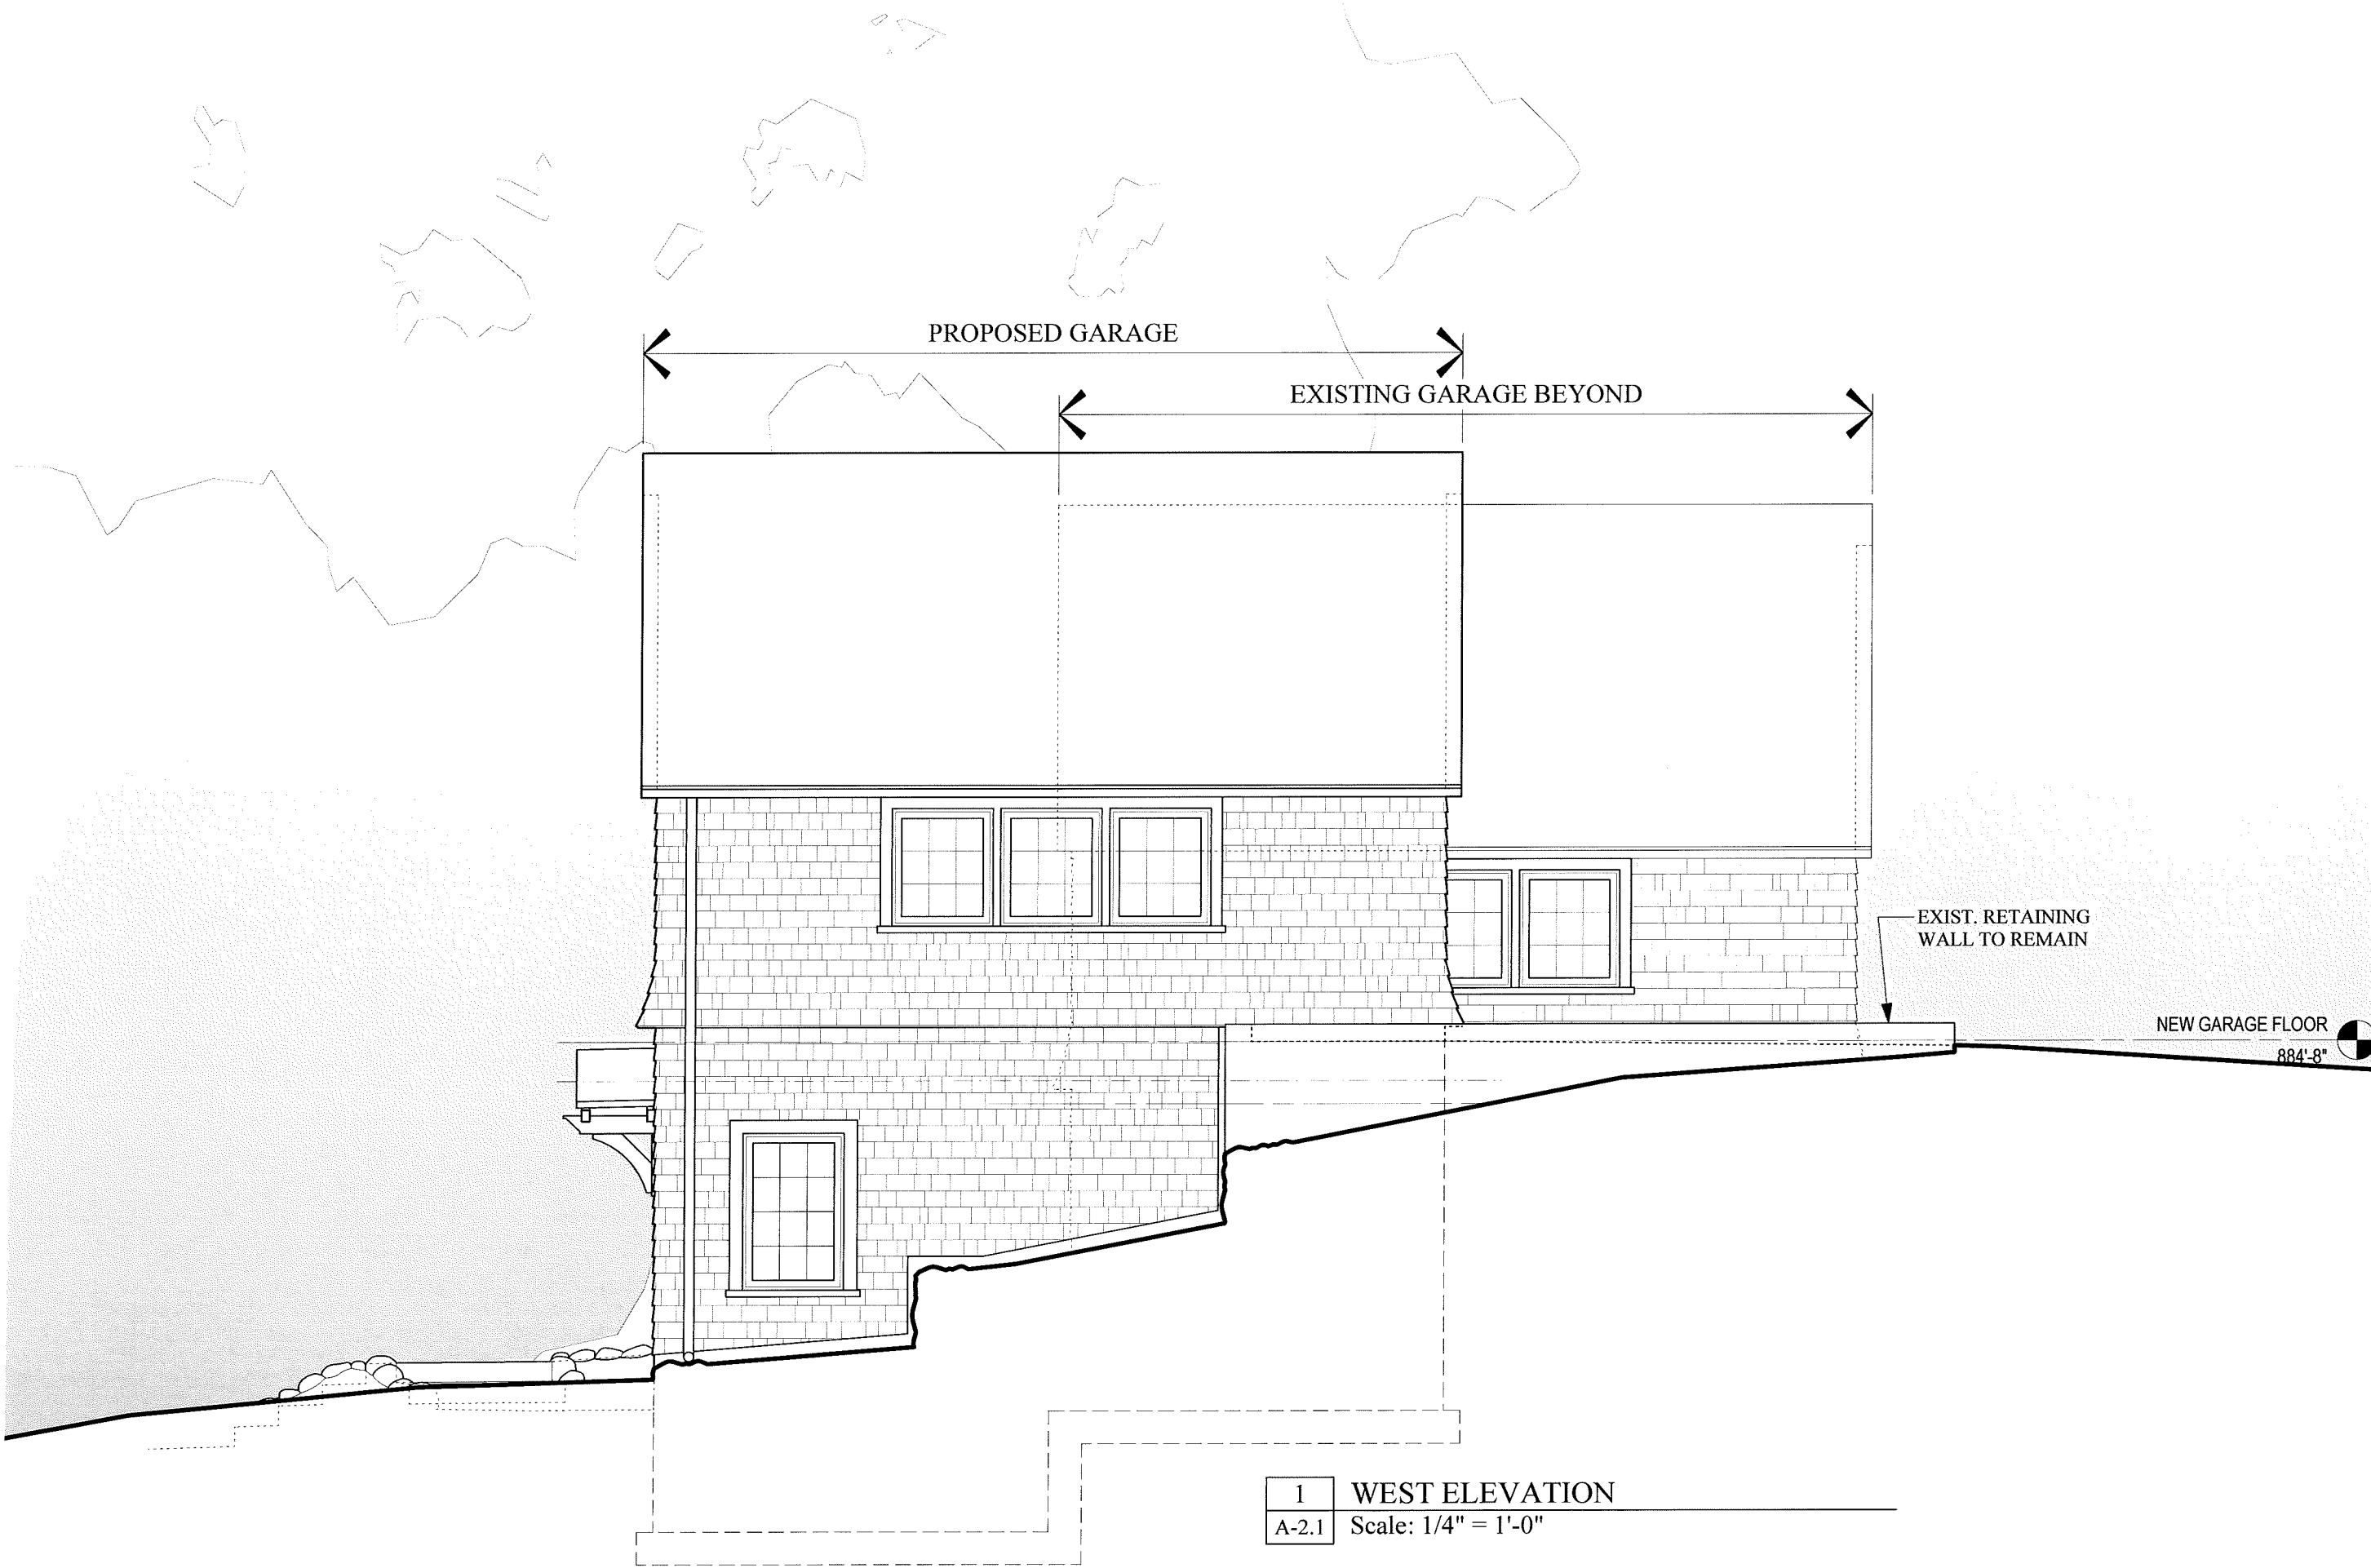 PROPOSED GARAGE
EXISTING GARAGE BEYOND
EXIST. RETAINING
WALL TO REMAIN
NEW GARAGE FLOOR
884'-8"
1 WEST ELEVATION
A-2.1 Scale: 1/4" = 1'-0"